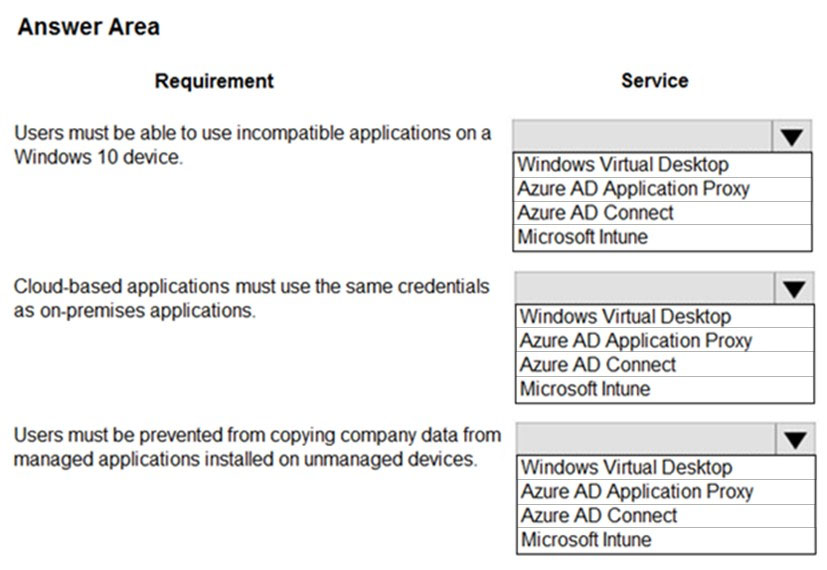 Answer Area
Requirement
Service
Users must be able to use incompatible applications on a
Windows 10 device.
Windows Virtual Desktop
Azure AD Application Proxy
Azure AD Connect
Microsoft Intune
Cloud-based applications must use the same credentials
as on-premises applications.
Windows Virtual Desktop
Azure AD Application Proxy
Azure AD Connect
Microsoft Intune
Users must be prevented from copying company data from
managed applications installed on unmanaged devices.
Windows Virtual Desktop
Azure AD Application Proxy
Azure AD Connect
Microsoft Intune